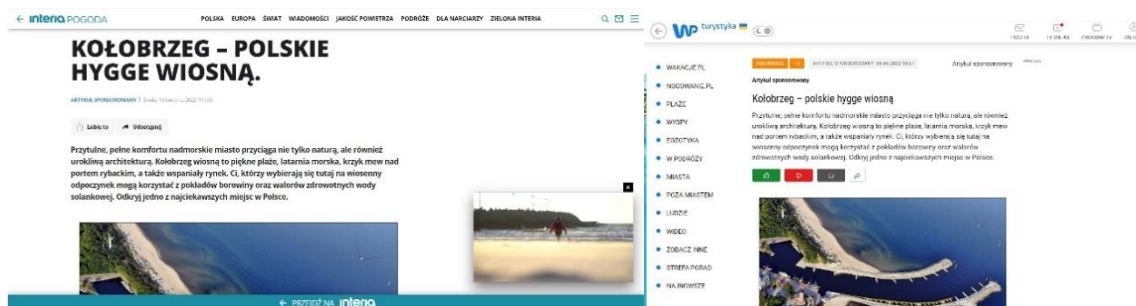 ← interia POGODA
POLSKA EUROPA ŚWIAT WIADOMOŚCI JAKOŚĆ POWIETRZA PODRÓŻE DLA NARCIARZY ZIELONA INTERIA
KOŁOBRZEG – POLSKIE
HYGGE WIOSNĄ.
ARTYKUŁ SPONSOROWANY
Lubię to Udostępnij
Przytulne, pełne komfortu nadmorskie miasto przyciąga nie tylko naturą, ale również
urokliwą architekturą. Kołobrzeg wiosną to piękne plaże, latarnia morska, krzyk mew nad
portem rybackim, a także wspaniały rynek. Ci, którzy wybierają się tutaj na wiosenny
odpoczynek mogą korzystać z pokładów borowiny oraz walorów zdrowotnych wody
solankowej. Odkryj jedno z najciekawszych miejsc w Polsce.
← PRZEJDŹ NA interia
wp turystyka
WAKACJE.PL
NOCOWANIE.PL
PLAŻE
WYSPY
EGZOTYKA
W PODRÓŻY
MIASTA
POZA MIASTEM
LUDZIE
WIDEO
ZOBACZ INNE
STREFA PORAD
NAJNOWSZE
Artykuł sponsorowany
Artykuł sponsorowany
Kołobrzeg – polskie hygge wiosną
Przytulne, pełne komfortu nadmorskie miasto przyciąga nie tylko naturą, ale również
urokliwą architekturą. Kołobrzeg wiosną to piękne plaże, latarnia morska, krzyk mew
nad portem rybackim, a także wspaniały rynek. Ci, którzy wybierają się tutaj na
wiosenny odpoczynek mogą korzystać z pokładów borowiny oraz walorów
zdrowotnych wody solankowej. Odkryj jedno z najciekawszych miejsc w Polsce.